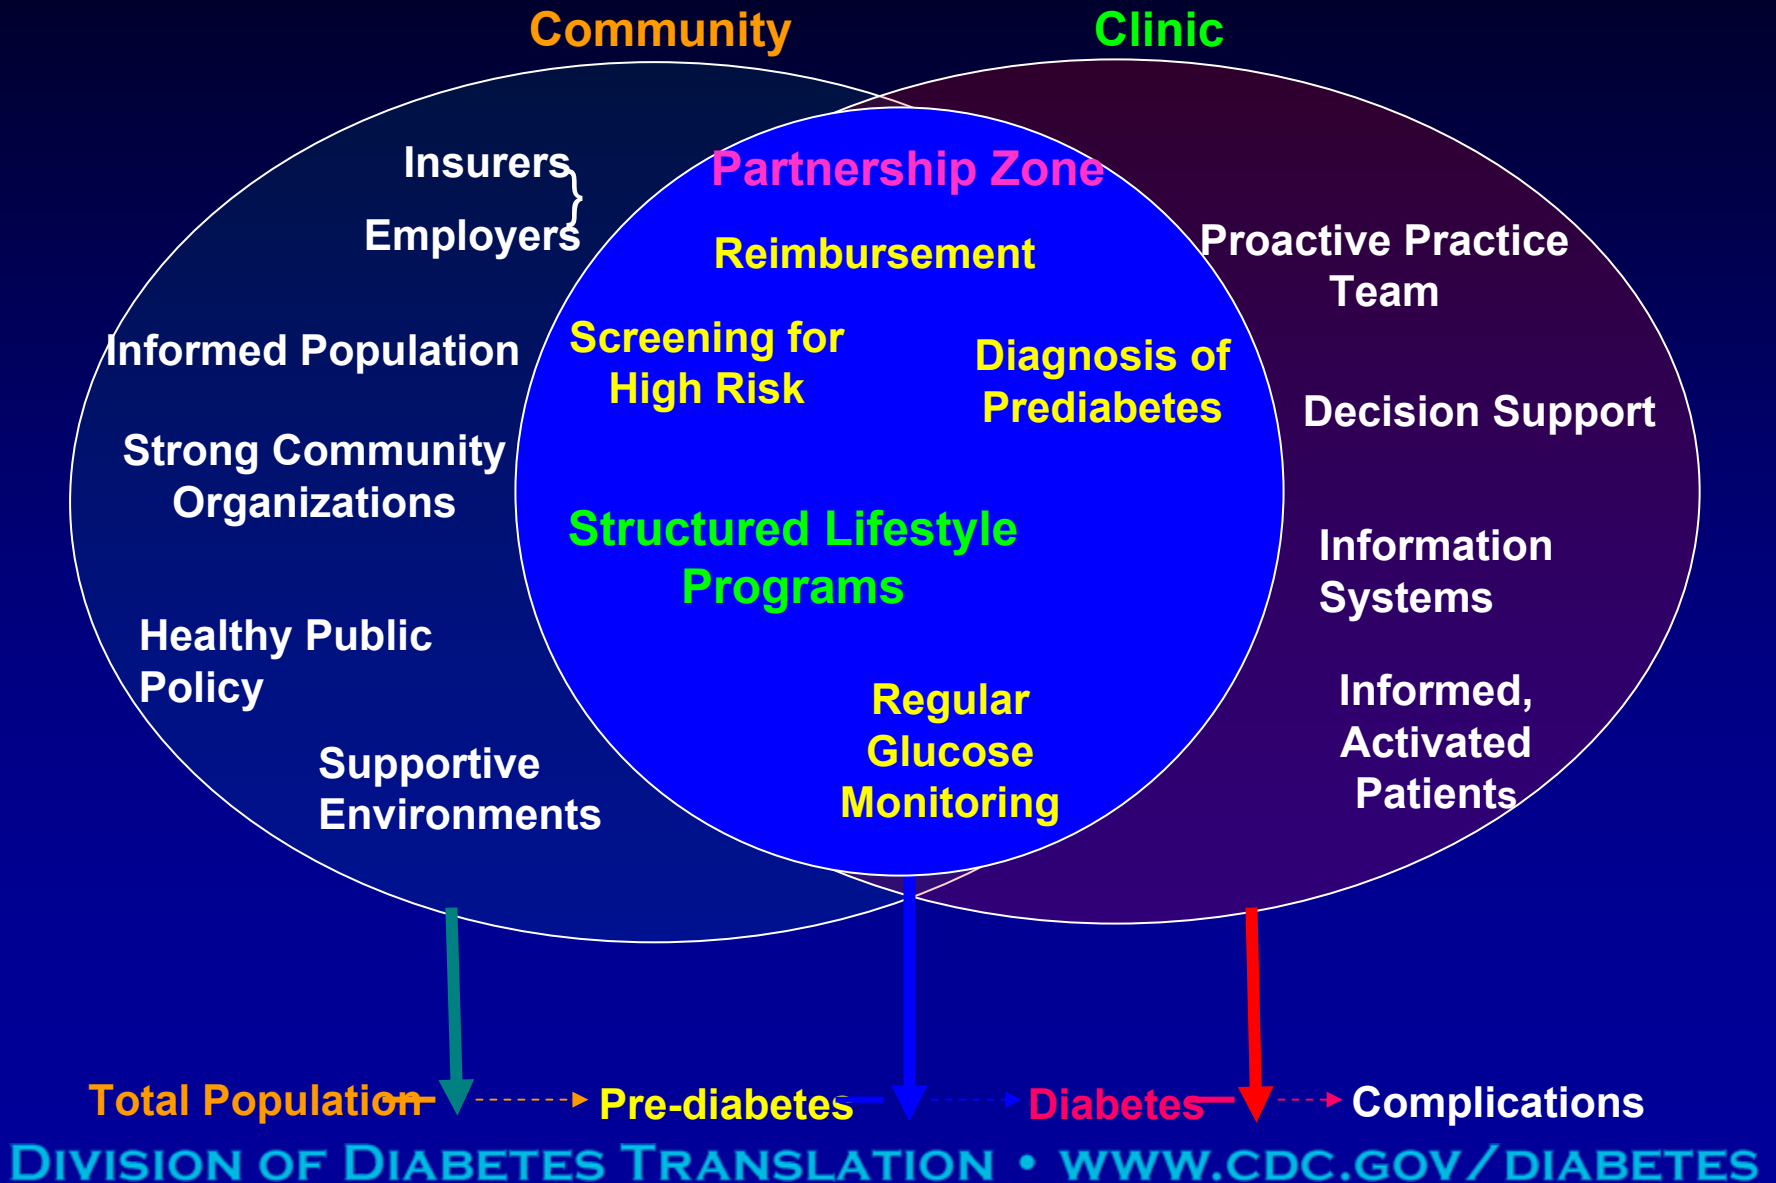 Community
Clinic
Insurers
}
Employers
Informed Population
Strong Community
Organizations
Healthy Public
Policy
Supportive
Environments
Partnership Zone
Reimbursement
Screening for
High Risk
Diagnosis of
Prediabetes
Structured Lifestyle
Programs
Regular
Glucose
Monitoring
Proactive Practice
Team
Decision Support
Information
Systems
Informed,
Activated
Patients
Total Population
Pre-diabetes
Diabetes
Complications
DIVISION OF DIABETES TRANSLATION • WWW.CDC.GOV/DIABETES